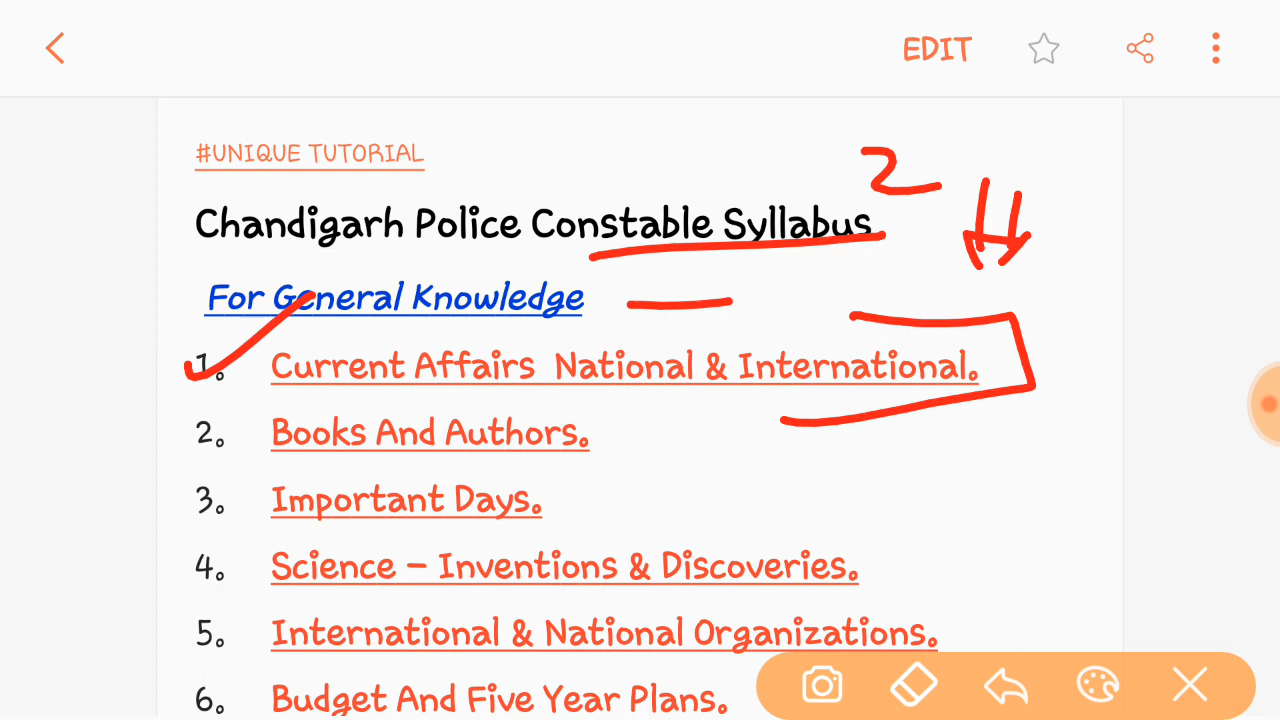 EDIT
#UNIQUE TUTORIAL
2
Chandigarh Police Constable Syllabus
For General Knowledge
1. Current Affairs National & International.
2. Books And Authors.
3. Important Days.
4. Science - Inventions & Discoveries.
5. International & National Organizations.
6. Budget And Five Year Plans.